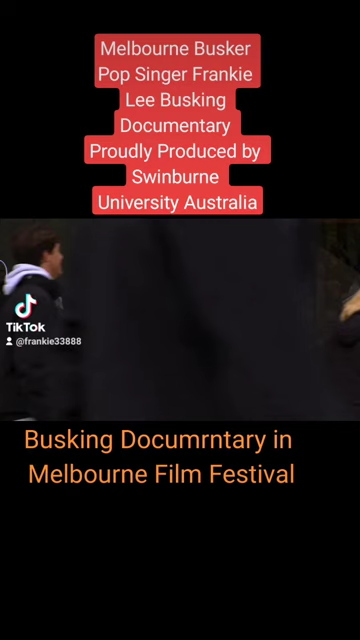 Melbourne Busker
Pop Singer Frankie
Lee Busking
Documentary
Proudly Produced by
Swinburne
University Australia
TikTok
@frankie33888
Busking Documrntary in
Melbourne Film Festival